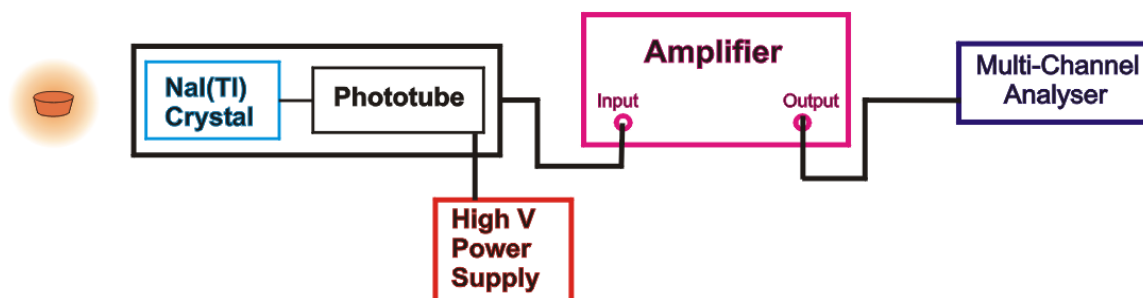 NaI(Tl)
Crystal
Phototube
High V
Power
Supply
Amplifier
Input
Output
Multi-Channel
Analyser